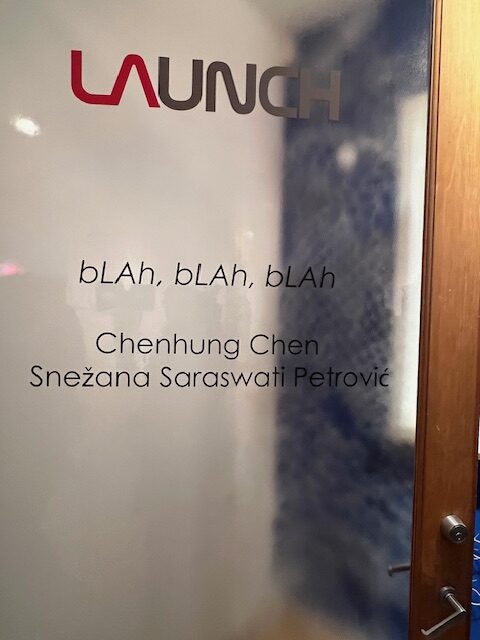 LAUNCH
bLAh, bLAh, bLAh
Chenhung Chen
Snežana Saraswati Petrović